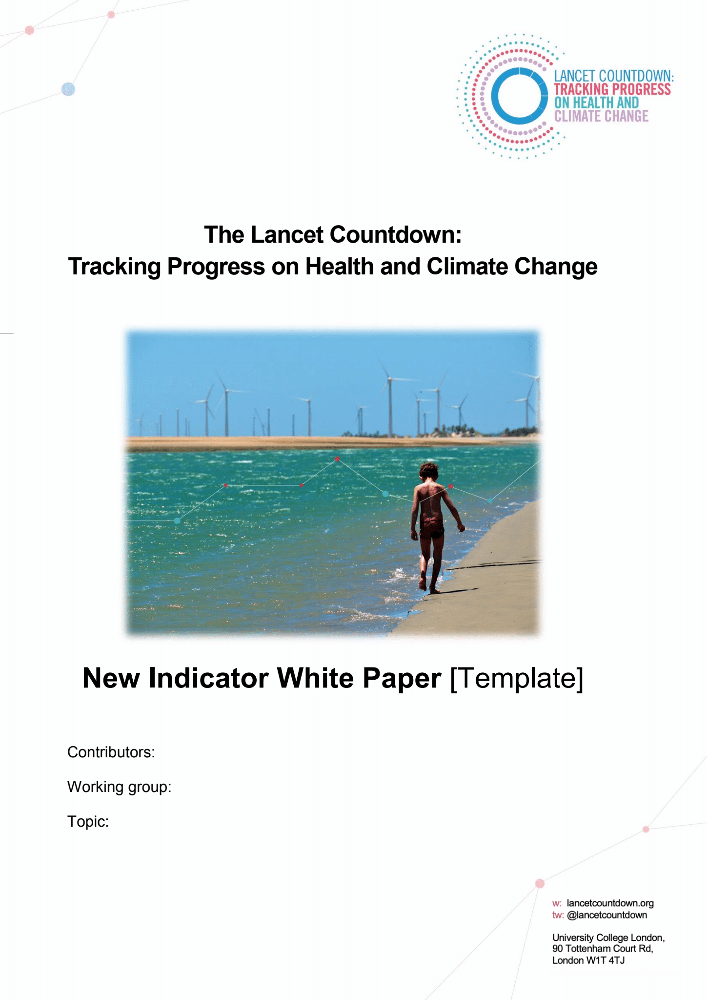 LANCET COUNTDOWN:
TRACKING PROGRESS
ON HEALTH AND
CLIMATE CHANGE
The Lancet Countdown:
Tracking Progress on Health and Climate Change
New Indicator White Paper [Template]
Contributors:
Working group:
Topic:
w: lancetcountdown.org
tw: @lancetcountdown
University College London,
90 Tottenham Court Rd,
London W1T 4TJ